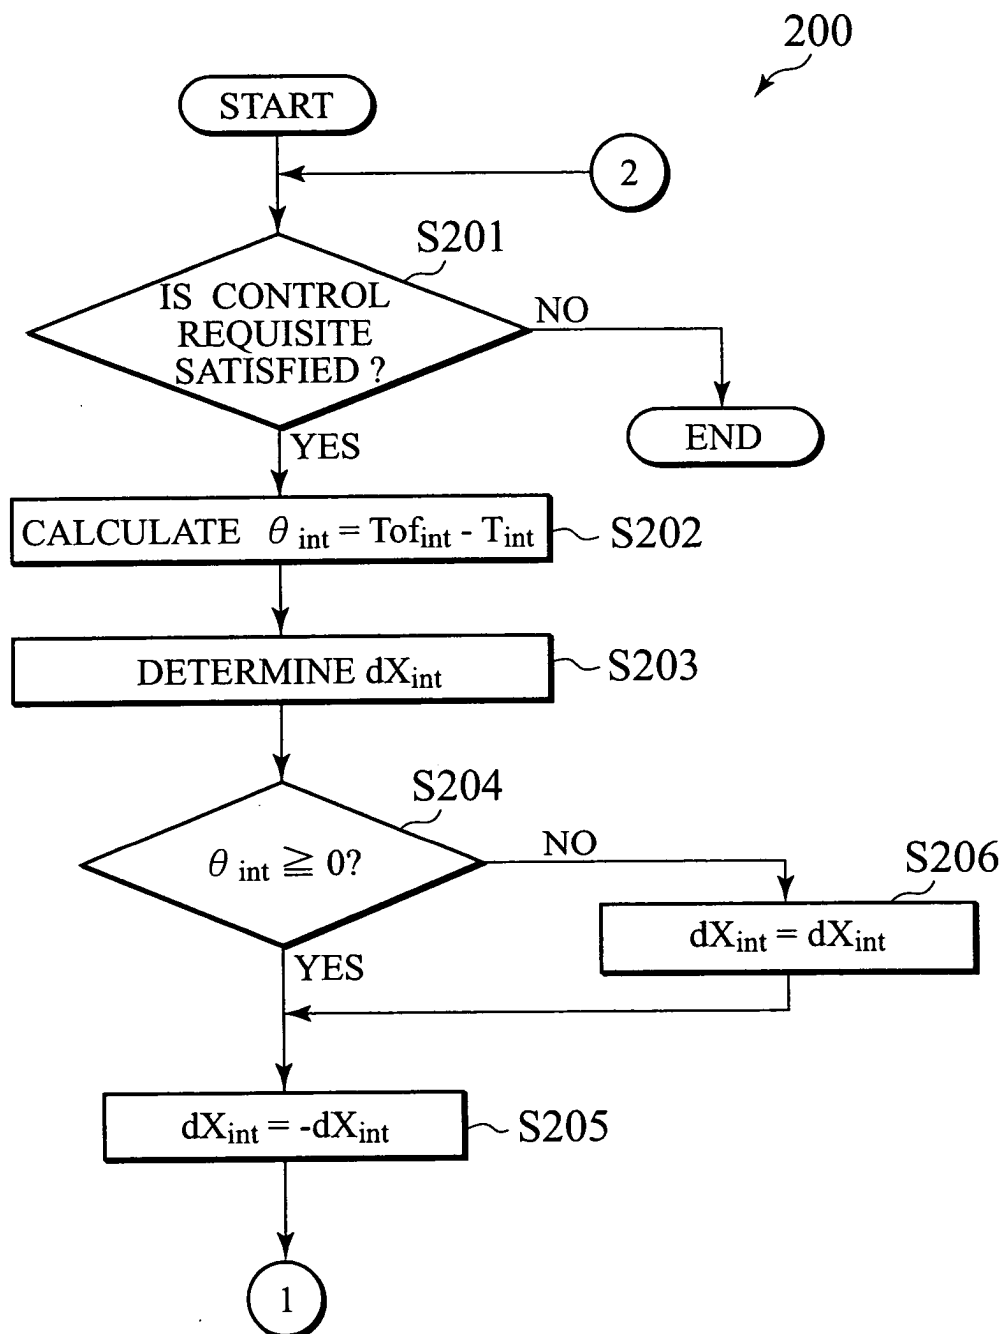 200
START
2
S201
IS CONTROL
REQUISITE
SATISFIED ?
NO
END
YES
CALCULATE θ int = Tofint - Tint
S202
DETERMINE dXint
S203
S204
θ int ≧ 0?
NO
S206
dXint = dXint
YES
dXint = -dXint
S205
1